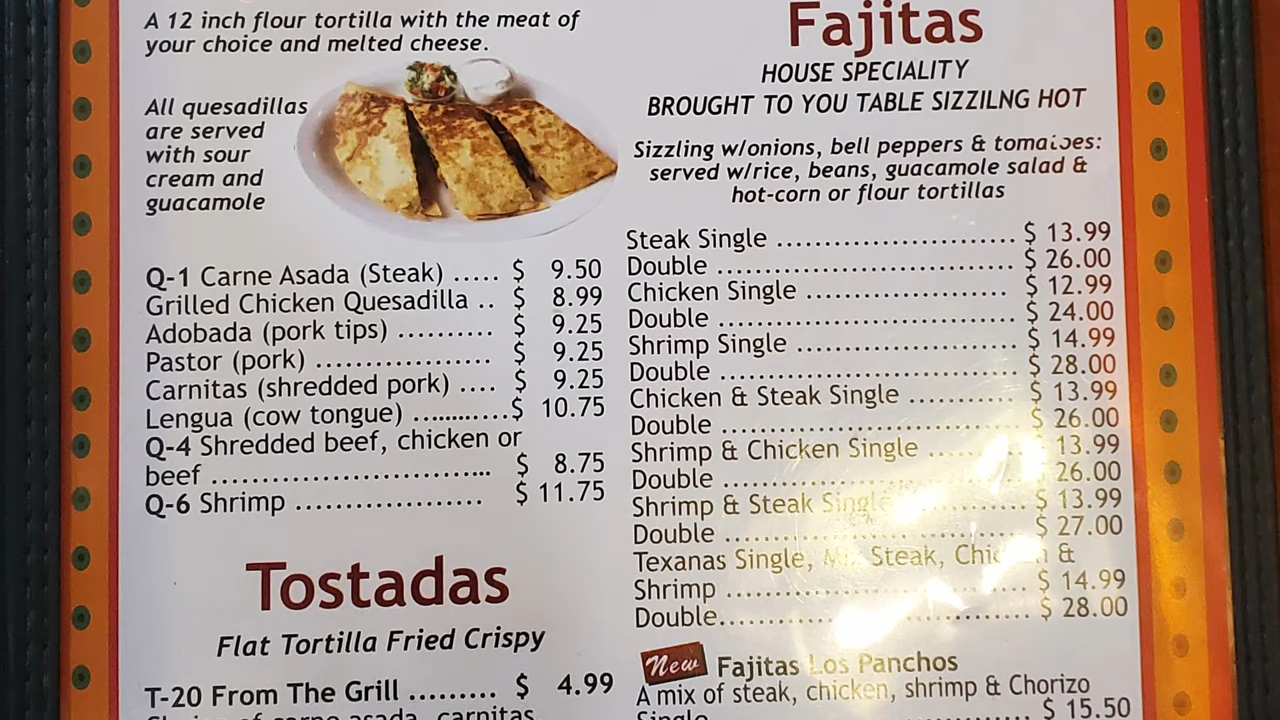 A 12 inch flour tortilla with the meat of
your choice and melted cheese.
All quesadillas
are served
with sour
cream and
guacamole
Q-1 Carne Asada (Steak) ..... $ 9.50
Grilled Chicken Quesadilla .. $ 8.99
Adobada (pork tips) .......... $ 9.25
Pastor (pork) .................. $ 9.25
Carnitas (shredded pork) .... $ 9.25
Lengua (cow tongue) ........... $ 10.75
Q-4 Shredded beef, chicken or
beef .......................... $ 8.75
Q-6 Shrimp .................. $ 11.75
Tostadas
Flat Tortilla Fried Crispy
T-20 From The Grill ......... $ 4.99
carne asada, carnitas
Fajitas
HOUSE SPECIALITY
BROUGHT TO YOU TABLE SIZZILNG HOT
Sizzling w/onions, bell peppers & tomatoes:
served w/rice, beans, guacamole salad &
hot-corn or flour tortillas
Steak Single ........................ $ 13.99
Double .............................. $ 26.00
Chicken Single .................... $ 12.99
Double .............................. $ 24.00
Shrimp Single ...................... $ 14.99
Double .............................. $ 28.00
Chicken & Steak Single ........... $ 13.99
Double .............................. $ 26.00
Shrimp & Chicken Single ......... $ 13.99
Double .............................. 26.00
Shrimp & Steak Single ........... $ 13.99
Double .............................. $ 27.00
Texanas Single, Steak, Chicken &
Shrimp .............................. $ 14.99
Double.............................. $ 28.00
New Fajitas Los Panchos
A mix of steak, chicken, shrimp & Chorizo
Single .............................. $ 15.50